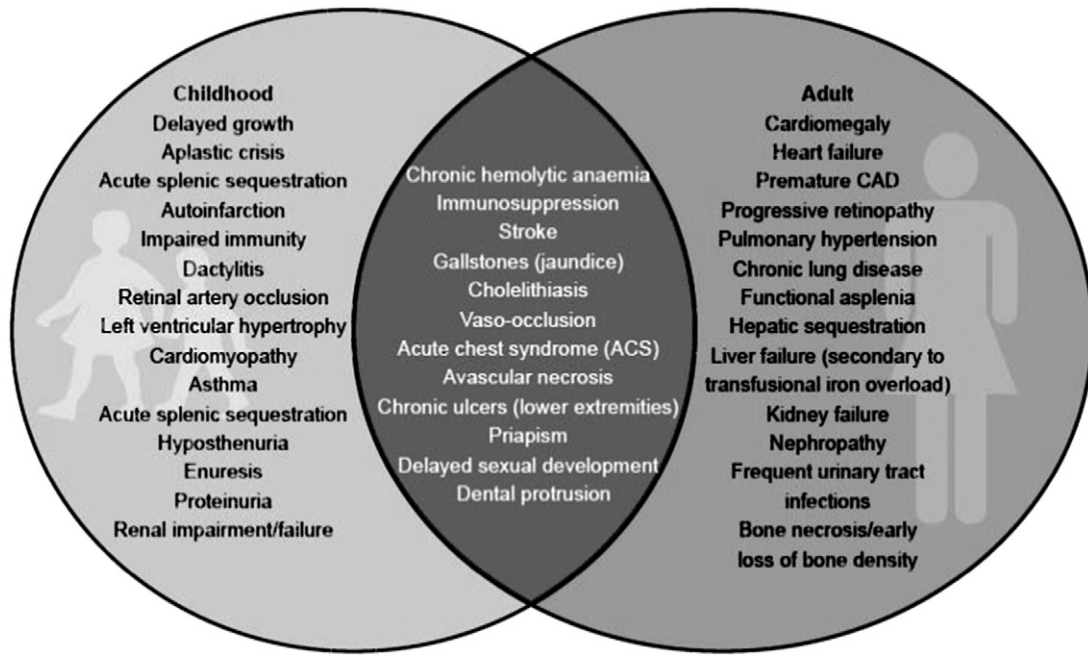 Childhood
Delayed growth
Aplastic crisis
Acute splenic sequestration
Autoinfarction
Impaired immunity
Dactylitis
Retinal artery occlusion
Left ventricular hypertrophy
Cardiomyopathy
Asthma
Acute splenic sequestration
Hyposthenuria
Enuresis
Proteinuria
Renal impairment/failure
Chronic hemolytic anaemia
Immunosuppression
Stroke
Gallstones (jaundice)
Cholelithiasis
Vaso-occlusion
Acute chest syndrome (ACS)
Avascular necrosis
Chronic ulcers (lower extremities)
Priapism
Delayed sexual development
Dental protrusion
Adult
Cardiomegaly
Heart failure
Premature CAD
Progressive retinopathy
Pulmonary hypertension
Chronic lung disease
Functional asplenia
Hepatic sequestration
Liver failure (secondary to
transfusional iron overload)
Kidney failure
Nephropathy
Frequent urinary tract
infections
Bone necrosis/early
loss of bone density